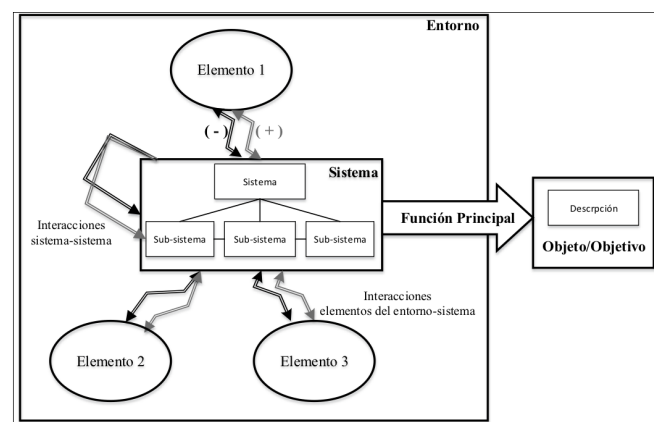 Entorno
Elemento 1
( - )
( + )
Sistema
Sistema
Sub-sistema
Sub-sistema
Sub-sistema
Interacciones
sistema-sistema
Función Principal
Descrpción
Objeto/Objetivo
Interacciones
elementos del entorno-sistema
Elemento 2
Elemento 3